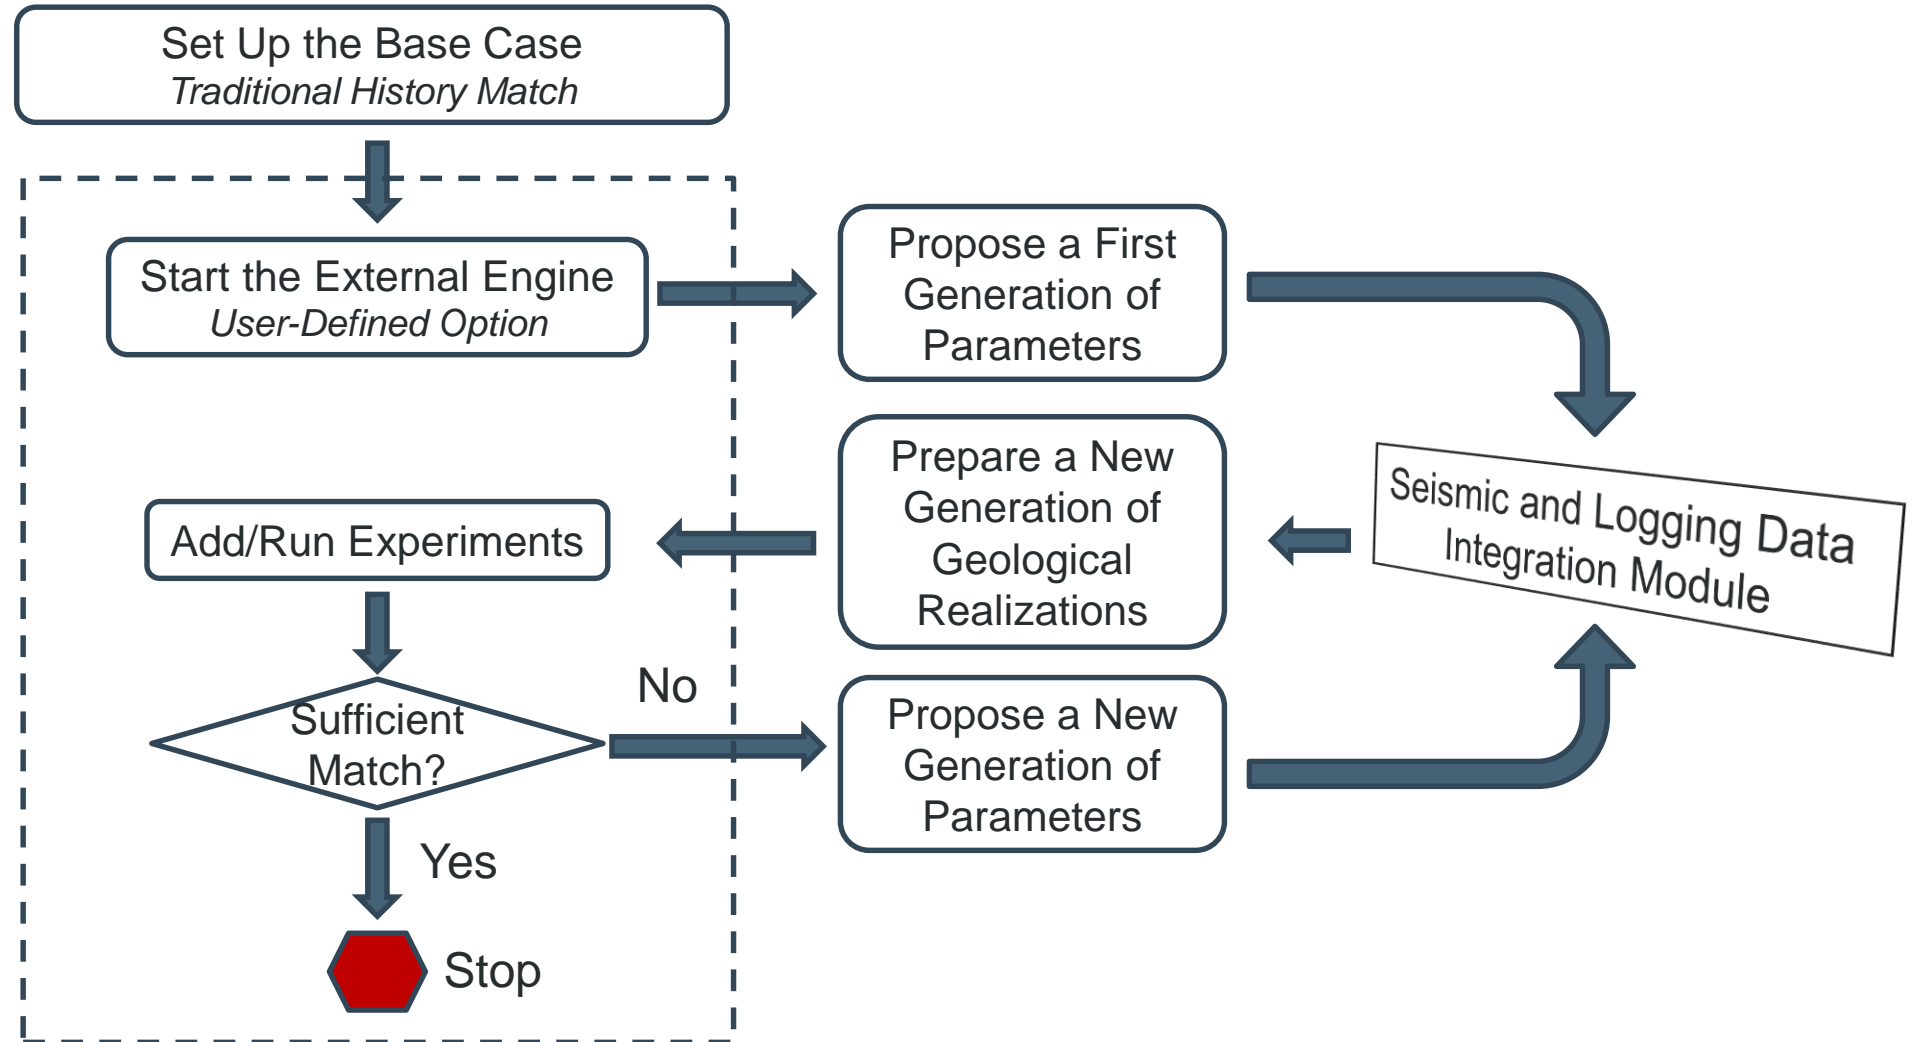 Set Up the Base Case
Traditional History Match
Start the External Engine
User-Defined Option
Propose a First
Generation of
Parameters
Seismic and Logging Data
Integration Module
Prepare a New
Generation of
Geological
Realizations
Add/Run Experiments
Sufficient
Match?
No
Propose a New
Generation of
Parameters
Yes
Stop